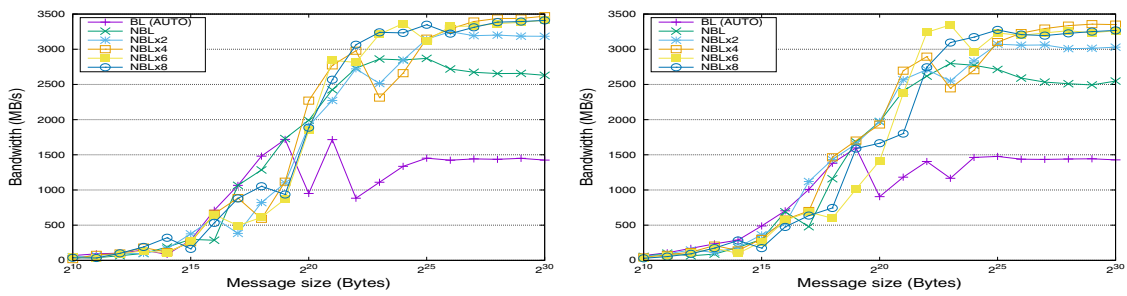 BL (AUTO)
NBL
NBLx2
NBLx4
NBLx6
NBLx8
3500
3000
2500
2000
1500
1000
500
0
Bandwidth (MB/s)
2^10 2^15 2^20 2^25 2^30
Message size (Bytes)
BL (AUTO)
NBL
NBLx2
NBLx4
NBLx6
NBLx8
3500
3000
2500
2000
1500
1000
500
0
Bandwidth (MB/s)
2^10 2^15 2^20 2^25 2^30
Message size (Bytes)